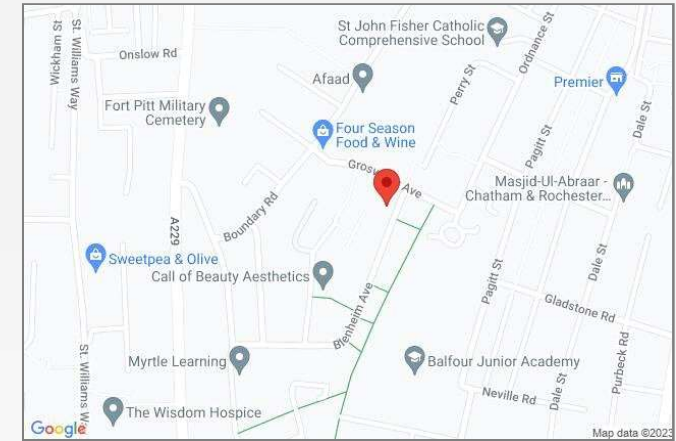 St John Fisher Catholic
Comprehensive School
Wickham St
St. Williams Way
Onslow Rd
Ordnance St
Afaad
Perry St
Premier
Fort Pitt Military
Cemetery
Four Season
Food & Wine
Dale St
Pagitt St
Ave
Masjid-Ul-Abraar -
Chatham & Rochester...
Boundary Rd
A229
Sweetpea & Olive
Call of Beauty Aesthetics
Dale St
Pagitt St
Gladstone Rd
Blenheim Ave
Purbeck Rd
Myrtle Learning
Balfour Junior Academy
St. Williams
Neville Rd
Dale St
The Wisdom Hospice
Google
Map data ©2023